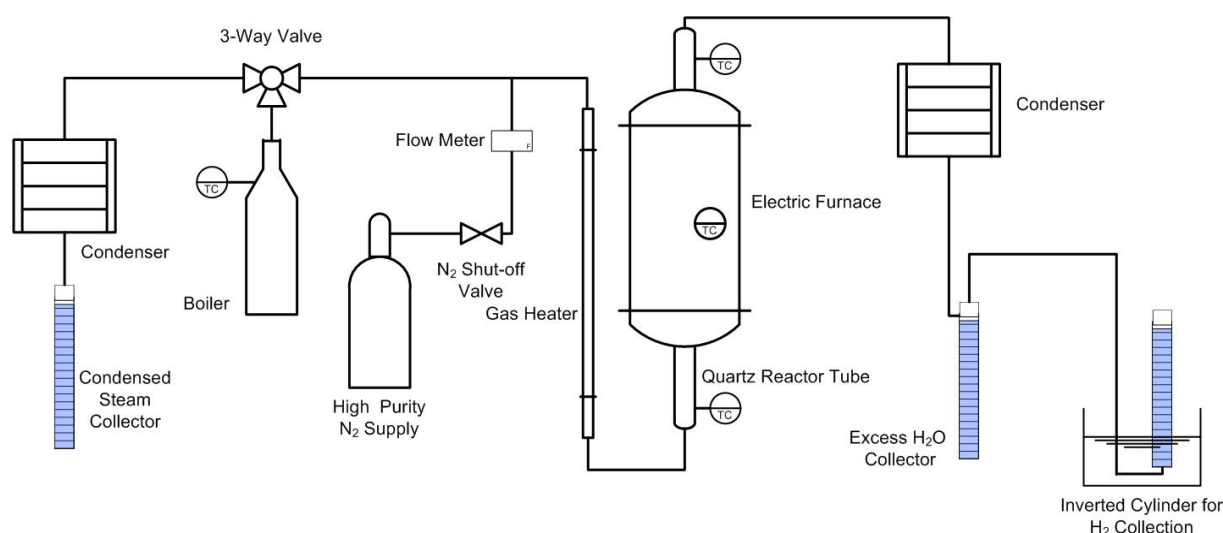 3-Way Valve
TC
Condenser
Flow Meter
F
TC
Electric Furnace
TC
Condenser
TC
Boiler
N₂ Shut-off
Valve
Gas Heater
Condensed
Steam
Collector
High Purity
N₂ Supply
Quartz Reactor Tube
TC
Excess H₂O
Collector
Inverted Cylinder for
H₂ Collection